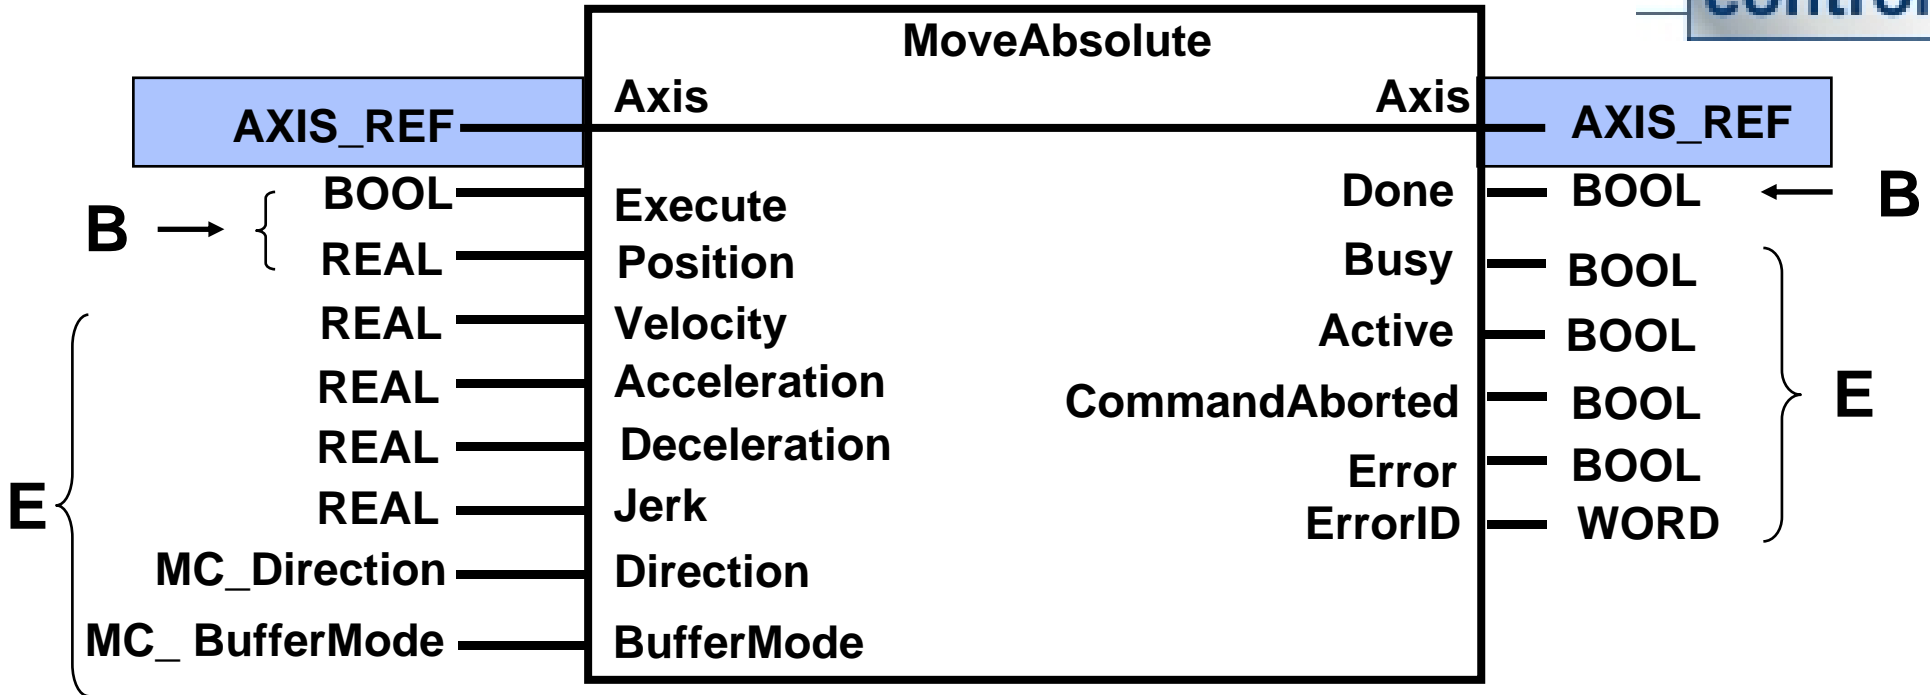 control
MoveAbsolute
AXIS_REF Axis Axis AXIS_REF
B BOOL Execute Done BOOL B
REAL Position Busy BOOL
REAL Velocity Active BOOL
REAL Acceleration CommandAborted BOOL E
REAL Deceleration Error BOOL
E REAL Jerk ErrorID WORD
MC_Direction Direction
MC_ BufferMode BufferMode